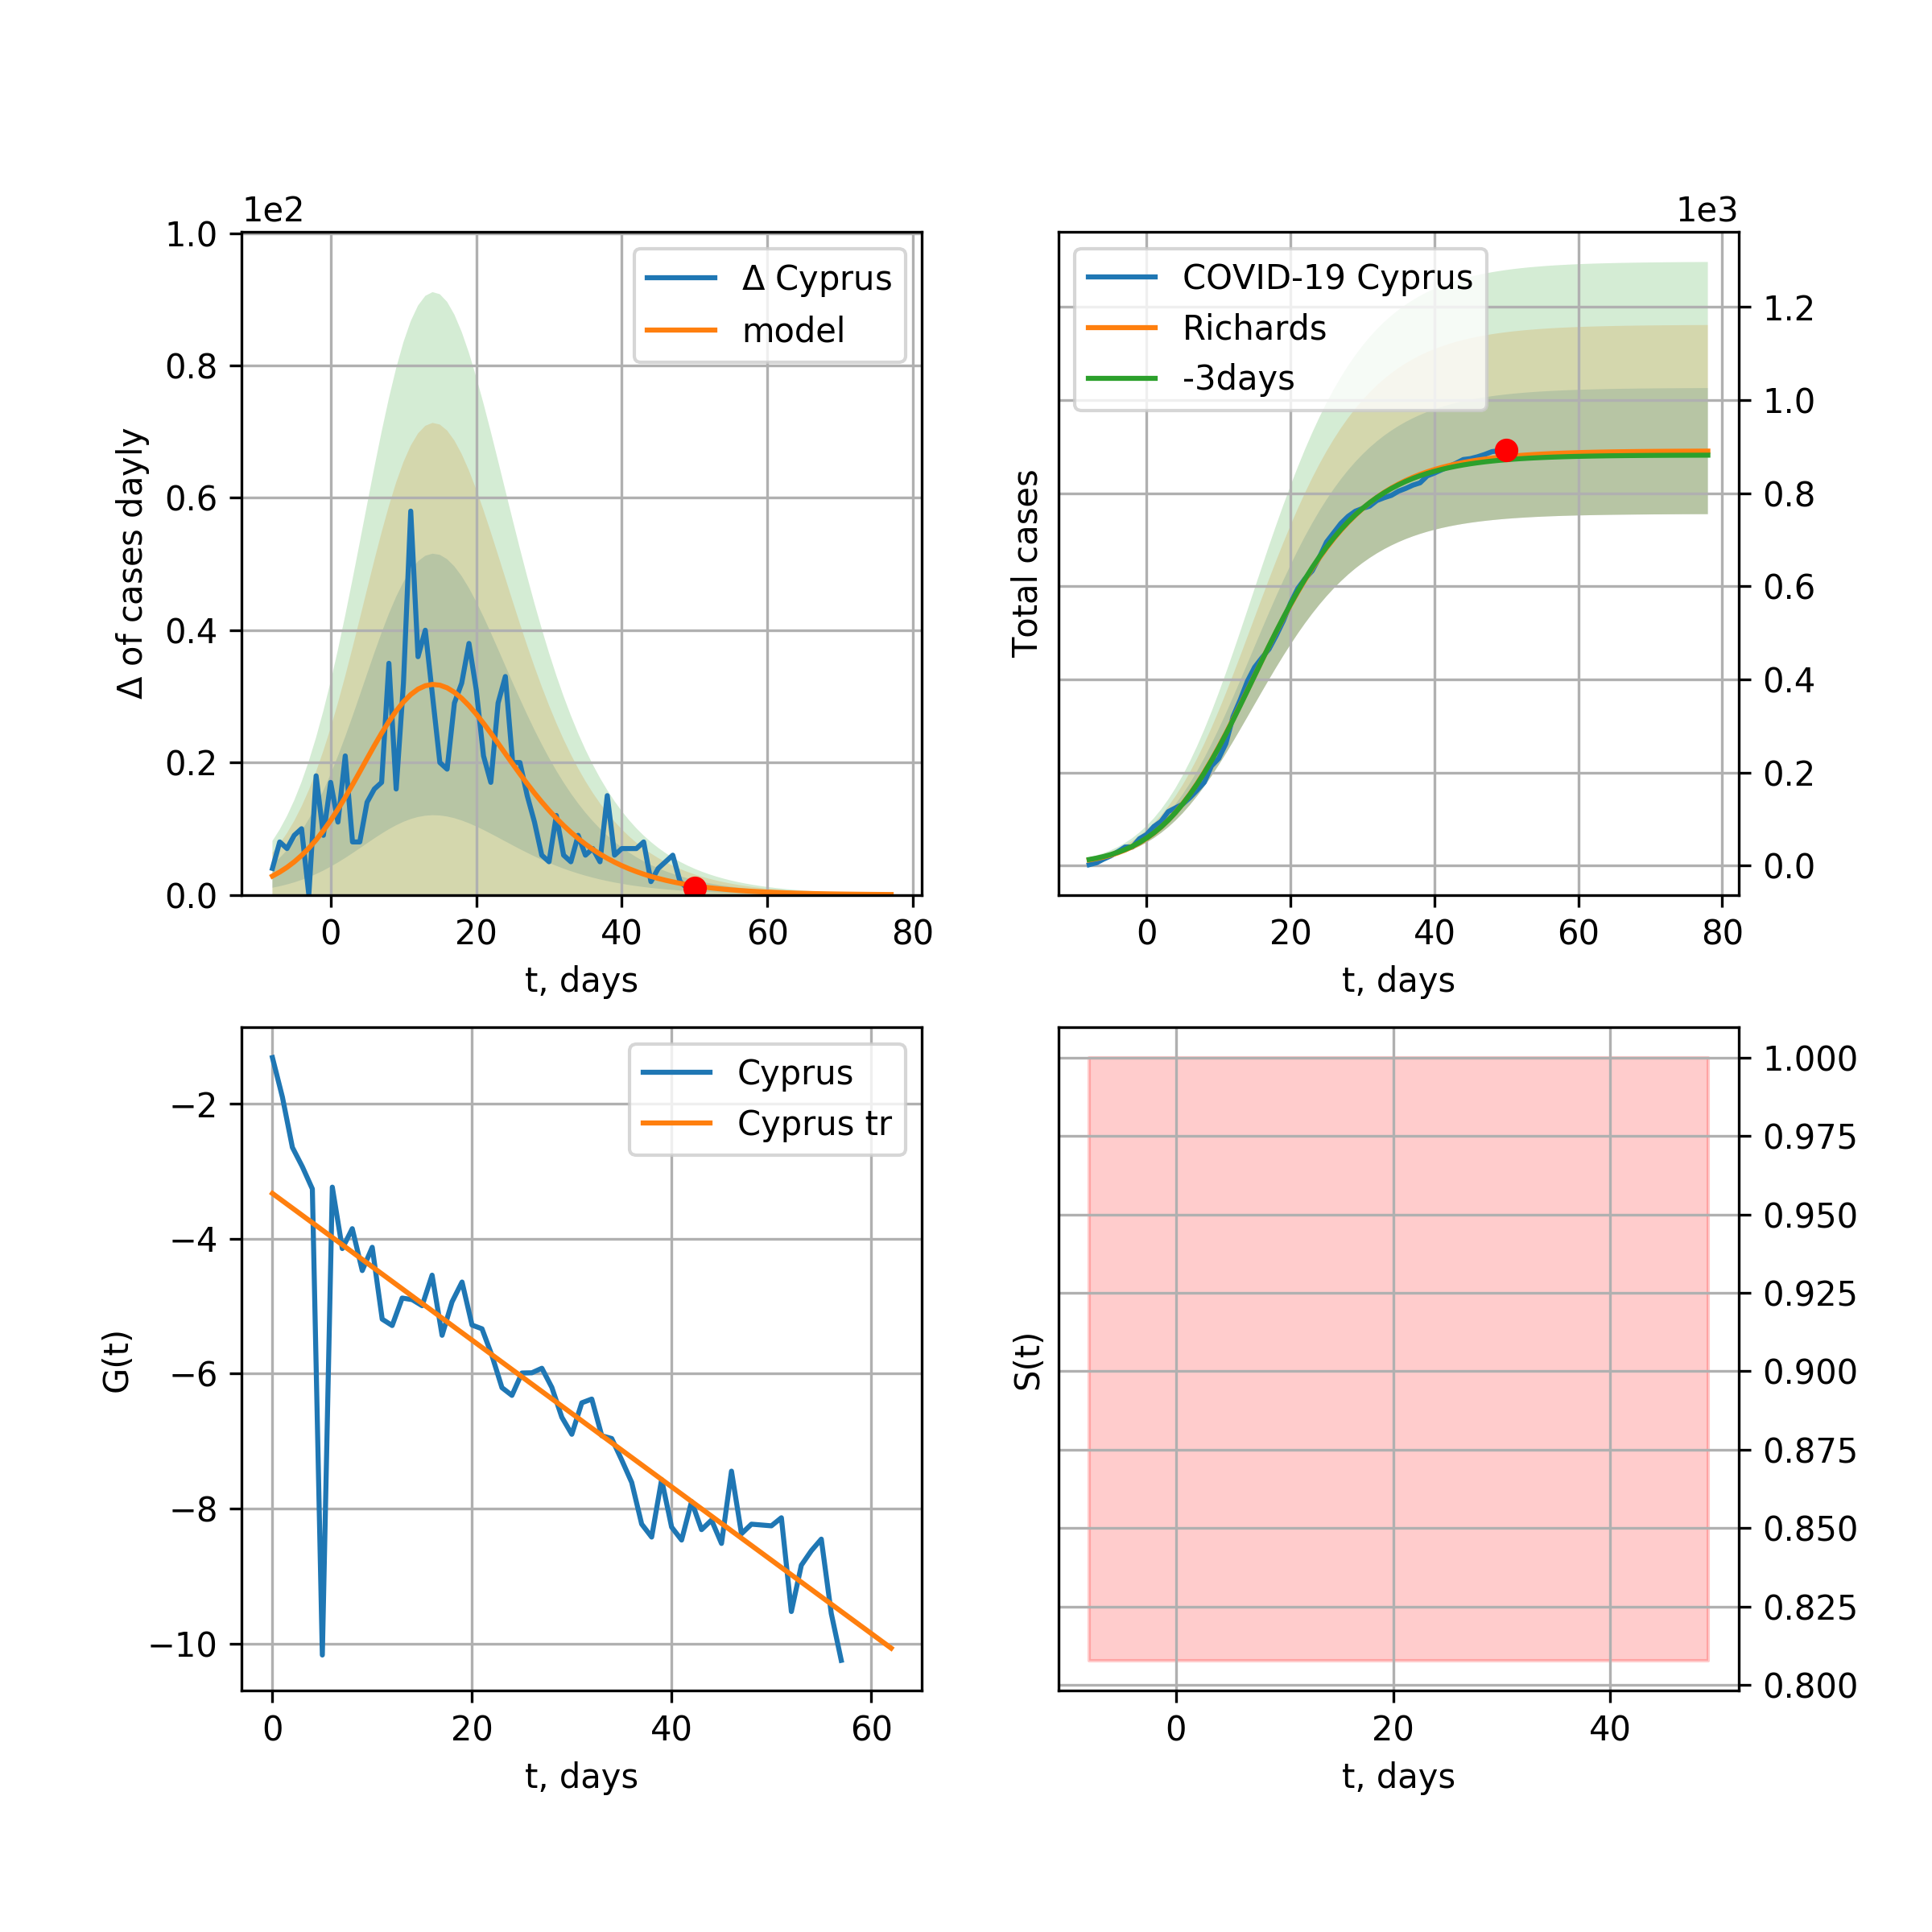 1e2
1.0
0.8
0.6
0.4
0.2
0.0
Δ of cases dayly
Δ Cyprus
model
0 20 40 60 80
t, days
1e3
COVID-19 Cyprus
Richards
-3days
Total cases
1.2
1.0
0.8
0.6
0.4
0.2
0.0
0 20 40 60 80
t, days
Cyprus
Cyprus tr
G(t)
−2
−4
−6
−8
−10
0 20 40 60
t, days
S(t)
1.000
0.975
0.950
0.925
0.900
0.875
0.850
0.825
0.800
0 20 40
t, days